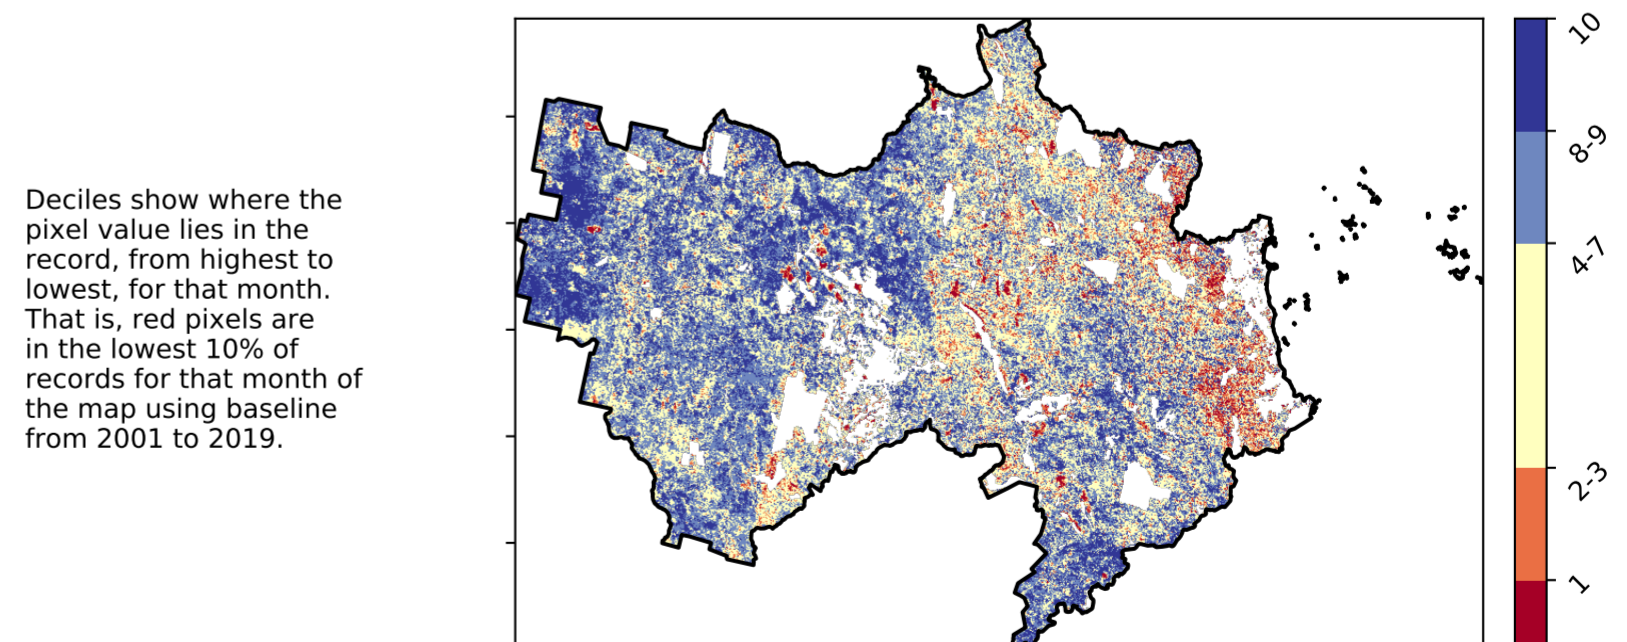 Deciles show where the
pixel value lies in the
record, from highest to
lowest, for that month.
That is, red pixels are
in the lowest 10% of
records for that month of
the map using baseline
from 2001 to 2019.
10
8-9
4-7
2-3
1